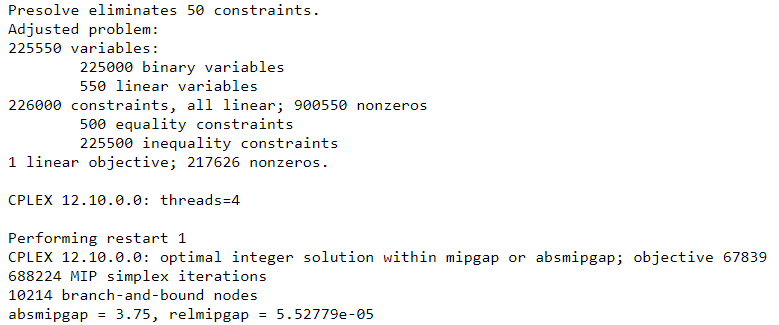 Presolve eliminates 50 constraints.
Adjusted problem:
225550 variables:
        225000 binary variables
        550 linear variables
226000 constraints, all linear; 900550 nonzeros
        500 equality constraints
        225500 inequality constraints
1 linear objective; 217626 nonzeros.

CPLEX 12.10.0.0: threads=4

Performing restart 1
CPLEX 12.10.0.0: optimal integer solution within mipgap or absmipgap; objective 67839
688224 MIP simplex iterations
10214 branch-and-bound nodes
absmipgap = 3.75, relmipgap = 5.52779e-05